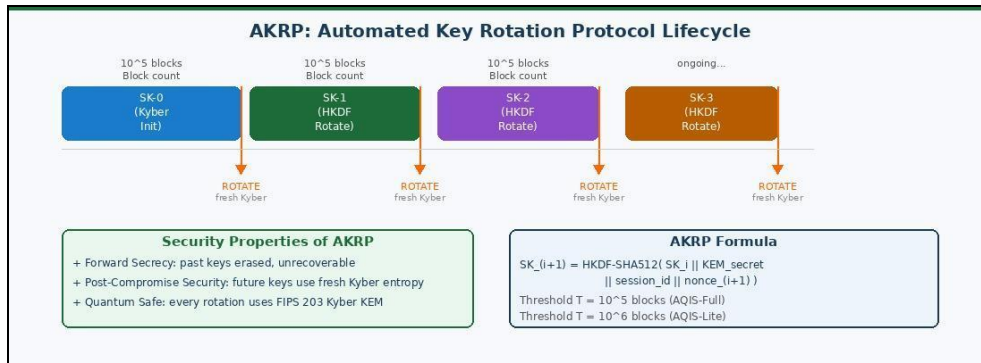 AKRP: Automated Key Rotation Protocol Lifecycle
10^5 blocks
Block count
10^5 blocks
Block count
10^5 blocks
Block count
ongoing...
SK-0
(Kyber
Init)
SK-1
(HKDF
Rotate)
SK-2
(HKDF
Rotate)
SK-3
(HKDF
Rotate)
ROTATE
fresh Kyber
ROTATE
fresh Kyber
ROTATE
fresh Kyber
ROTATE
fresh Kyber
Security Properties of AKRP
+ Forward Secrecy: past keys erased, unrecoverable
+ Post-Compromise Security: future keys use fresh Kyber entropy
+ Quantum Safe: every rotation uses FIPS 203 Kyber KEM
AKRP Formula
SK_(i+1) = HKDF-SHA512( SK_i || KEM_secret
|| session_id || nonce_(i+1) )
Threshold T = 10^5 blocks (AQIS-Full)
Threshold T = 10^6 blocks (AQIS-Lite)